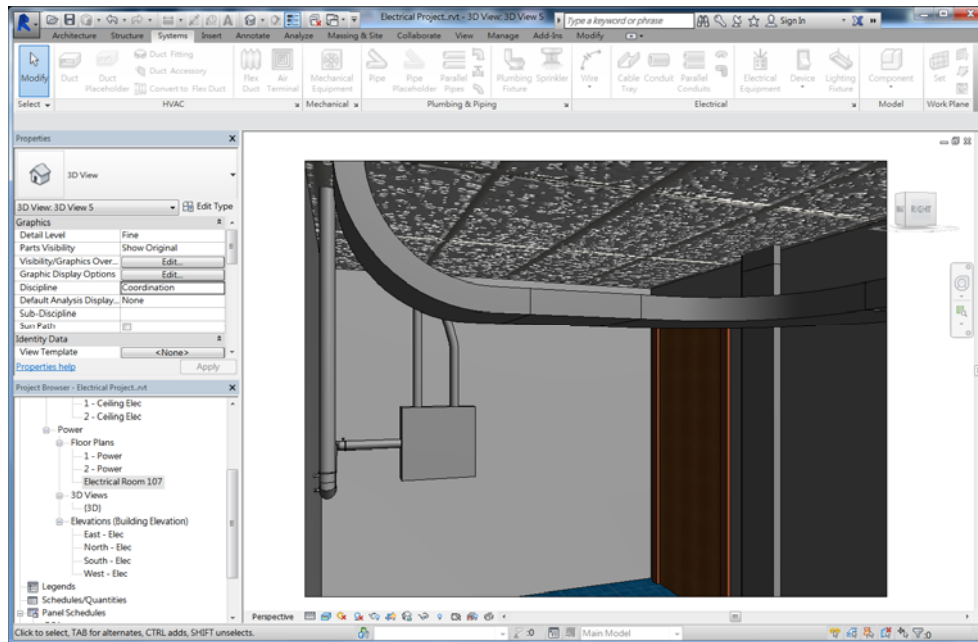 Electrical Project..rvt - 3D View: 3D View 5
Type a keyword or phrase
Sign In
Architecture Structure Systems Insert Annotate Analyze Massing & Site Collaborate View Manage Add-Ins Modify
Modify
Duct
Duct Placeholder
Duct Fitting
Duct Accessory
Convert to Flex Duct
Flex Duct
Air Terminal
Mechanical Equipment
Pipe
Pipe Placeholder
Parallel Pipes
Plumbing Fixture
Sprinkler
Wire
Cable Tray
Conduit
Parallel Conduits
Electrical Equipment
Device
Lighting Fixture
Component
Set
Select
HVAC
Mechanical
Plumbing & Piping
Electrical
Model
Work Plane
Properties X
3D View
3D View: 3D View 5
Edit Type
Graphics
Detail Level Fine
Parts Visibility Show Original
Visibility/Graphics Over... Edit...
Graphic Display Options Edit...
Discipline Coordination
Default Analysis Display... None
Sub-Discipline
Sun Path
Identity Data
View Template <None>
Properties help
Apply
Project Browser - Electrical Project..rvt X
1 - Ceiling Elec
2 - Ceiling Elec
Power
Floor Plans
1 - Power
2 - Power
Electrical Room 107
3D Views
{3D}
Elevations (Building Elevation)
East - Elec
North - Elec
South - Elec
West - Elec
Legends
Schedules/Quantities
Panel Schedules
RIGHT
Perspective
Click to select, TAB for alternates, CTRL adds, SHIFT unselects.
:0
Main Model
:0